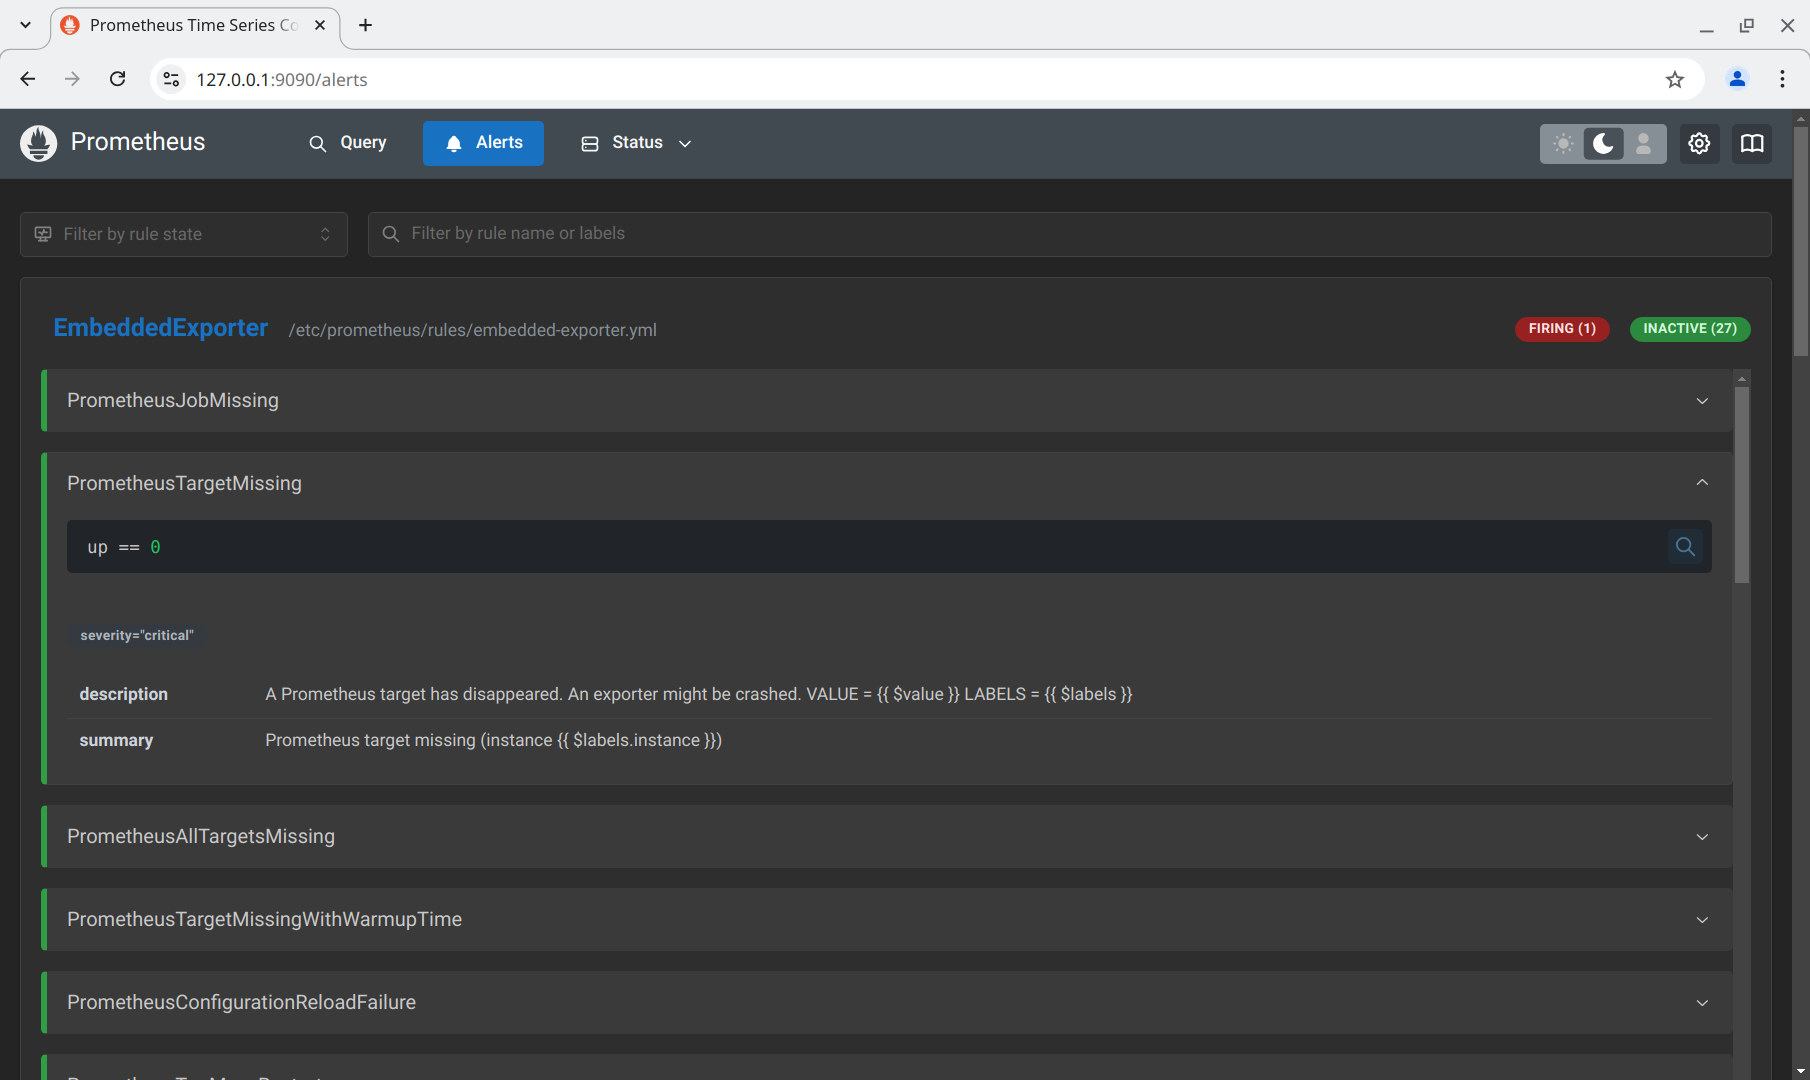 Prometheus Time Series Co
127.0.0.1:9090/alerts
Prometheus
Query
Alerts
Status
Filter by rule state
Filter by rule name or labels
EmbeddedExporter
/etc/prometheus/rules/embedded-exporter.yml
FIRING (1)
INACTIVE (27)
PrometheusJobMissing
PrometheusTargetMissing
up == 0
severity="critical"
description
A Prometheus target has disappeared. An exporter might be crashed. VALUE = {{ $value }} LABELS = {{ $labels }}
summary
Prometheus target missing (instance {{ $labels.instance }})
PrometheusAllTargetsMissing
PrometheusTargetMissingWithWarmupTime
PrometheusConfigurationReloadFailure